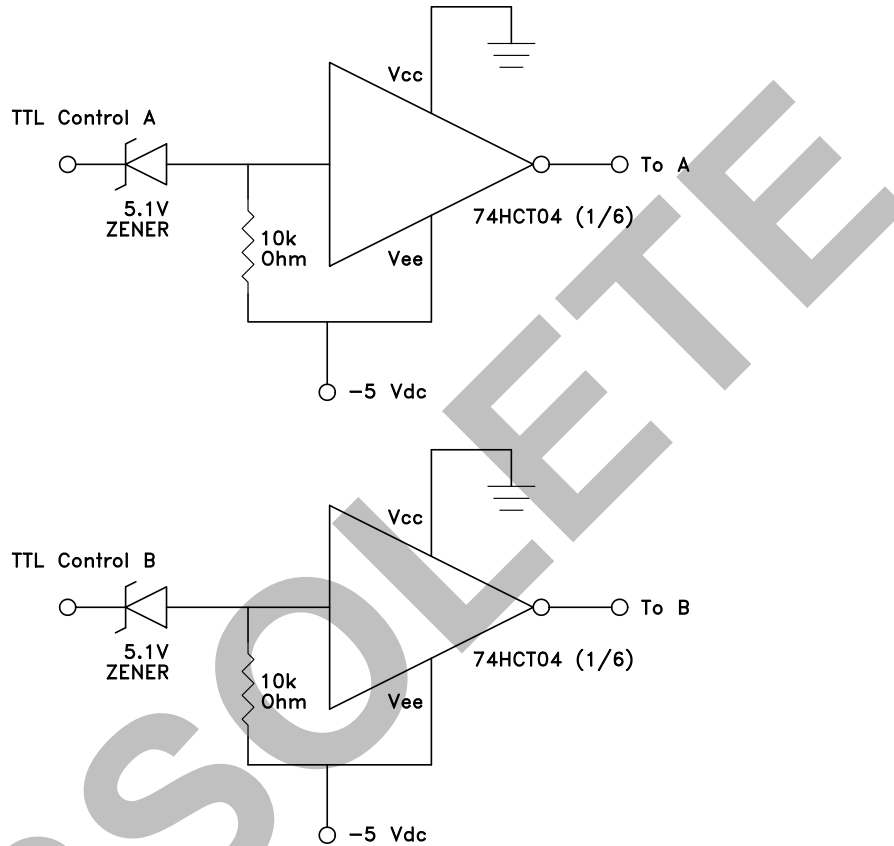 Vcc
TTL Control A
To A
5.1V
ZENER
74HCT04 (1/6)
10k
Ohm
Vee
−5 Vdc
Vcc
TTL Control B
To B
5.1V
ZENER
74HCT04 (1/6)
10k
Ohm
Vee
−5 Vdc